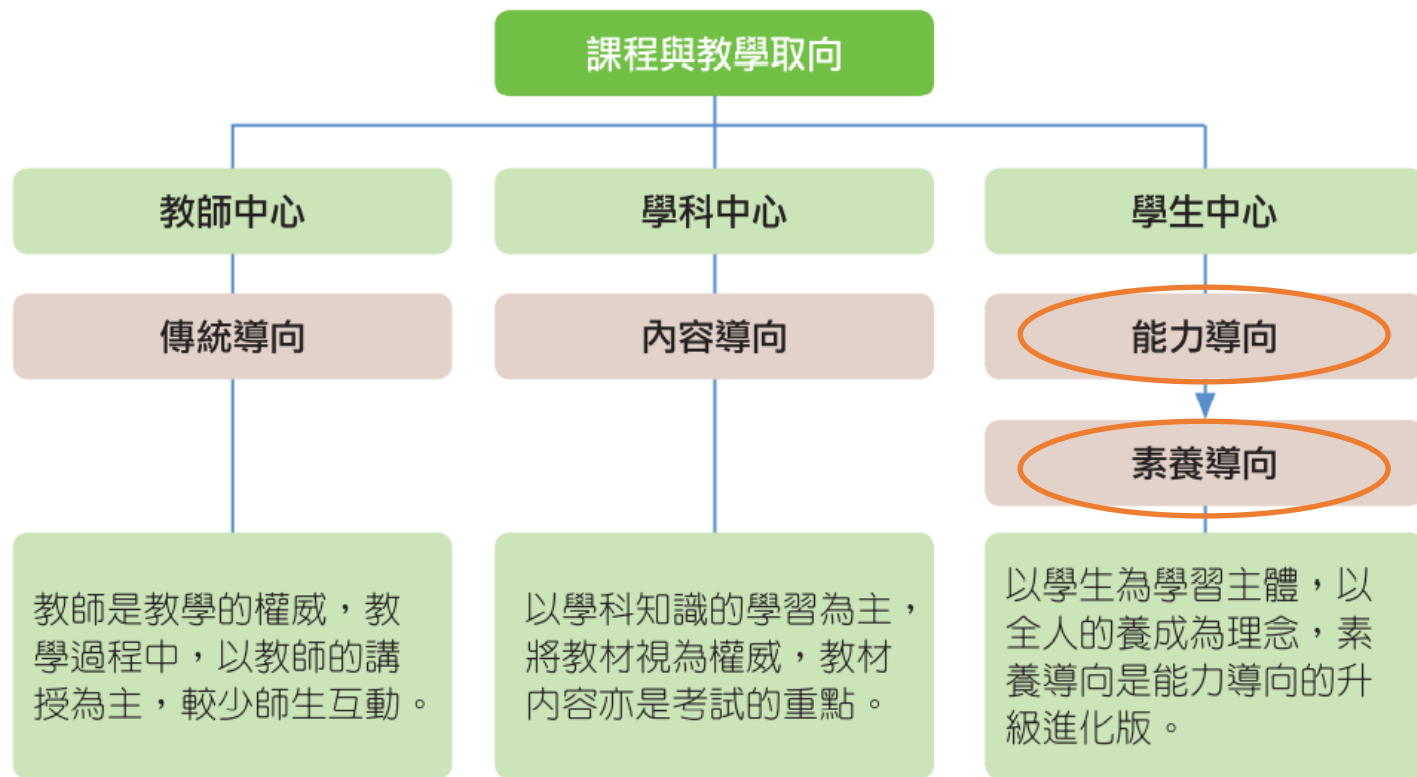 課程與教學取向
教師中心
學科中心
學生中心
傳統導向
內容導向
能力導向
素養導向
教師是教學的權威，教
學過程中，以教師的講
授為主，較少師生互動。
以學科知識的學習為主，
將教材視為權威，教材
內容亦是考試的重點。
以學生為學習主體，以
全人的養成為理念，素
養導向是能力導向的升
級進化版。